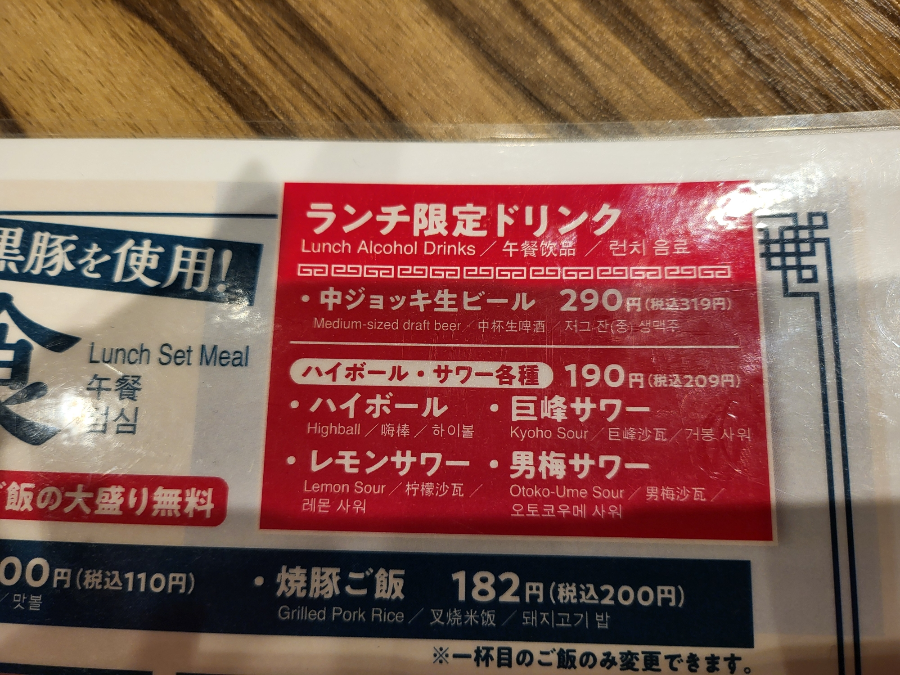 ランチ限定ドリンク
Lunch Alcohol Drinks / 午餐饮品 / 런치 음료
黒豚を使用!
・中ジョッキ生ビール 290円(税込319円)
Medium-sized draft beer / 中杯生啤酒 / 저그 잔(중) 생맥주
食
Lunch Set Meal
午餐
점심
ハイボール・サワー各種 190円(税込209円)
・ハイボール ・巨峰サワー
Highball / 嗨棒 / 하이볼 Kyoho Sour / 巨峰沙瓦 / 거봉 사워
・レモンサワー ・男梅サワー
Lemon Sour / 柠檬沙瓦 / Otoko-Ume Sour / 男梅沙瓦 /
레몬 사워 오토코우메 사워
ご飯の大盛り無料
00円(税込110円) ・焼豚ご飯 182円(税込200円)
/ 맛볼 Grilled Pork Rice / 叉烧米饭 / 돼지고기 밥
※一杯目のご飯のみ変更できます。